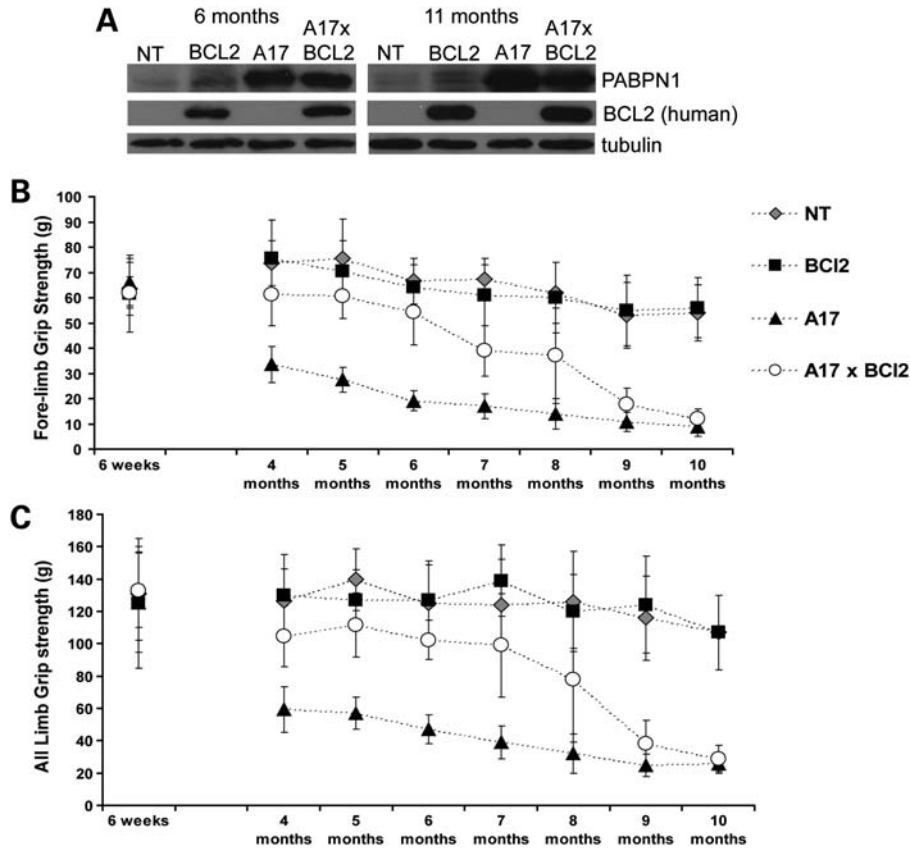 A
6 months
11 months
NT BCL2 A17 A17x BCL2
NT BCL2 A17 A17x BCL2
PABPN1
BCL2 (human)
tubulin
B
Fore-limb Grip Strength (g)
100
90
80
70
60
50
40
30
20
10
0
6 weeks
4 months
5 months
6 months
7 months
8 months
9 months
10 months
NT
BCl2
A17
A17 x BCl2
C
All Limb Grip strength (g)
180
160
140
120
100
80
60
40
20
0
6 weeks
4 months
5 months
6 months
7 months
8 months
9 months
10 months